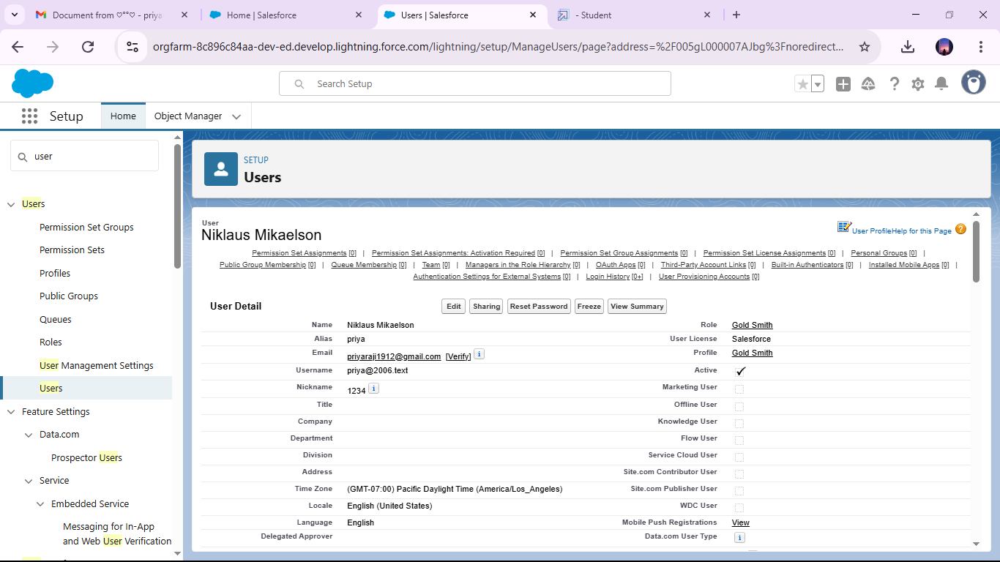 Document from ♡°°♡ - priya
Home | Salesforce
Users | Salesforce
- Student
orgfarm-8c896c84aa-dev-ed.develop.lightning.force.com/lightning/setup/ManageUsers/page?address=%2F005gL000007AJbg%3Fnoredirect...
Search Setup
Setup
Home
Object Manager
user
Users
Permission Set Groups
Permission Sets
Profiles
Public Groups
Queues
Roles
User Management Settings
Users
Feature Settings
Data.com
Prospector Users
Service
Embedded Service
Messaging for In-App
and Web User Verification
SETUP
Users
User
Niklaus Mikaelson
User Profile Help for this Page ?
Permission Set Assignments [0] | Permission Set Assignments: Activation Required [0] | Permission Set Group Assignments [0] | Permission Set License Assignments [0] | Personal Groups [0] |
Public Group Membership [0] | Queue Membership [0] | Team [0] | Managers in the Role Hierarchy [0] | OAuth Apps [0] | Third-Party Account Links [0] | Built-in Authenticators [0] | Installed Mobile Apps [0] |
Authentication Settings for External Systems [0] | Login History [0+] | User Provisioning Accounts [0]
User Detail
Edit Sharing Reset Password Freeze View Summary
Name Niklaus Mikaelson Role Gold Smith
Alias priya User License Salesforce
Email priyaraji1912@gmail.com [Verify] i Profile Gold Smith
Username priya@2006.text Active ✓
Nickname 1234 i Marketing User
Title Offline User
Company Knowledge User
Department Flow User
Division Service Cloud User
Address Site.com Contributor User
Time Zone (GMT-07:00) Pacific Daylight Time (America/Los_Angeles) Site.com Publisher User
Locale English (United States) WDC User
Language English Mobile Push Registrations View
Delegated Approver Data.com User Type i